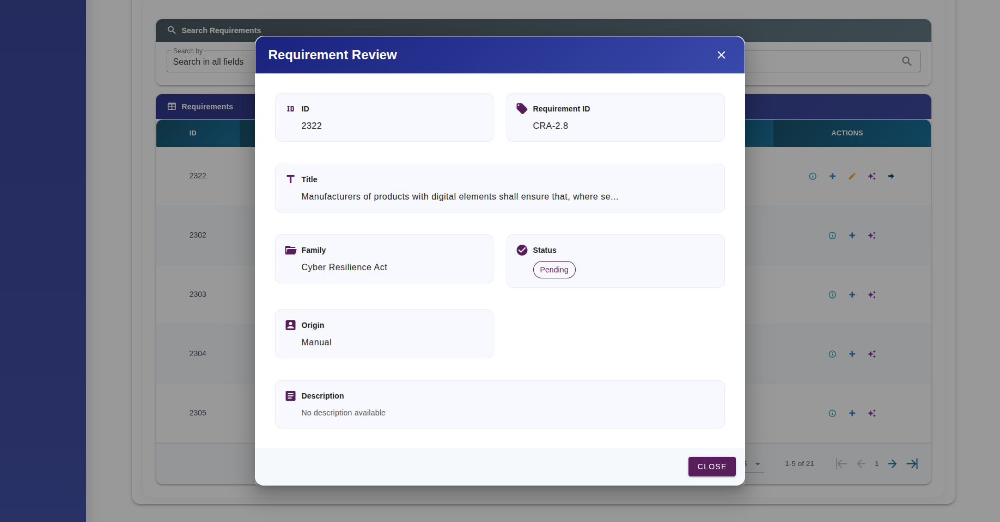 Search Requirements
Search by
Search in all fields
Requirements
ID
ACTIONS
2322
2302
2303
2304
2305
1-5 of 21
1
Requirement Review
ID
ID
2322
Requirement ID
CRA-2.8
Title
Manufacturers of products with digital elements shall ensure that, where se...
Family
Cyber Resilience Act
Status
Pending
Origin
Manual
Description
No description available
CLOSE